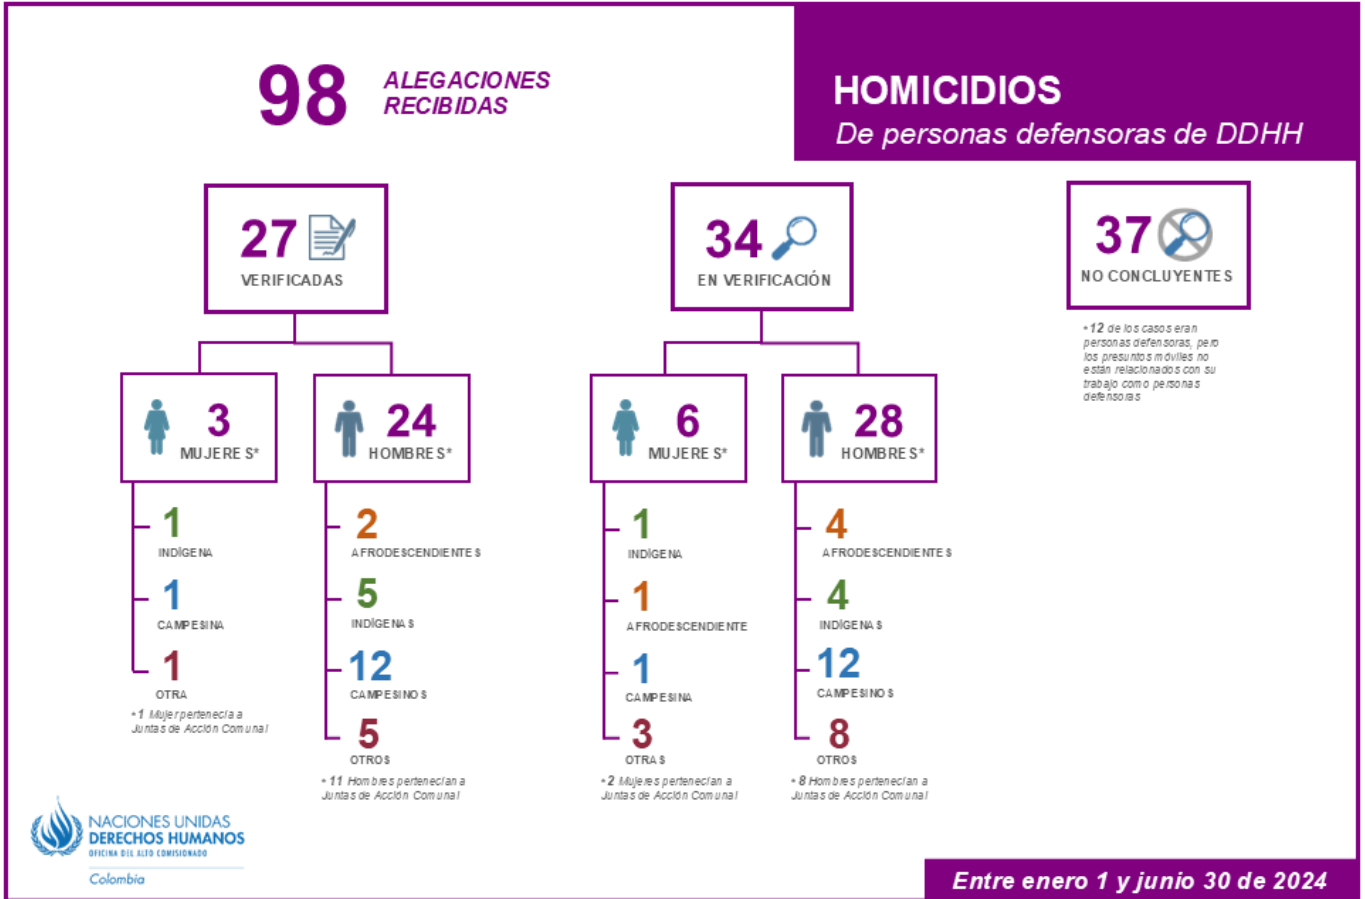 98
ALEGACIONES
RECIBIDAS
HOMICIDIOS
De personas defensoras de DDHH
27
VERIFICADAS
3
MUJERES*
1
INDÍGENA
1
CAMPESINA
1
OTRA
*1 Mujer pertenecía a
Juntas de Acción Comunal
24
HOMBRES*
2
AFRODESCENDIENTES
5
INDÍGENAS
12
CAMPESINOS
5
OTROS
*11 Hombres pertenecían a
Juntas de Acción Comunal
34
EN VERIFICACIÓN
6
MUJERES*
1
INDÍGENA
1
AFRODESCENDIENTE
1
CAMPESINA
3
OTRAS
*2 Mujeres pertenecían a
Juntas de Acción Comunal
28
HOMBRES*
4
AFRODESCENDIENTES
4
INDÍGENAS
12
CAMPESINOS
8
OTROS
*8 Hombres pertenecían a
Juntas de Acción Comunal
37
NO CONCLUYENTES
*12 de los casos eran
personas defensoras, pero
los presuntos móviles no
están relacionados con su
trabajo como personas
defensoras
NACIONES UNIDAS
DERECHOS HUMANOS
OFICINA DEL ALTO COMISIONADO
Colombia
Entre enero 1 y junio 30 de 2024